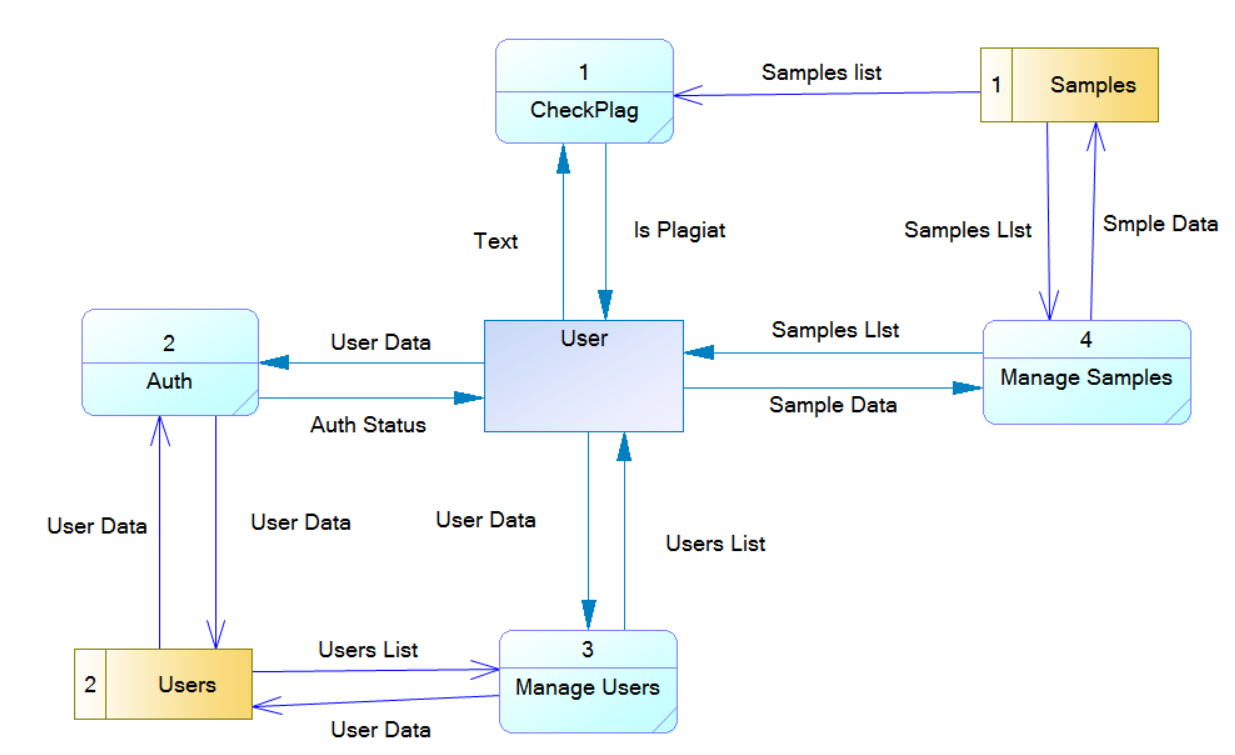 1
CheckPlag
Samples list
1
Samples
Text
Is Plagiat
Samples LIst
Smple Data
2
Auth
User Data
Auth Status
User
Samples LIst
Sample Data
4
Manage Samples
User Data
User Data
User Data
Users List
2
Users
Users List
User Data
3
Manage Users